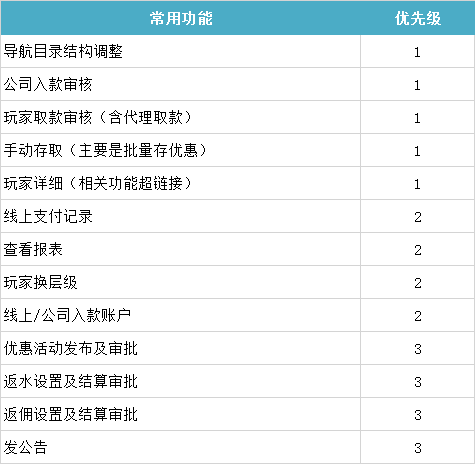 常用功能 优先级
导航目录结构调整 1
公司入款审核 1
玩家取款审核（含代理取款） 1
手动存取（主要是批量存优惠） 1
玩家详细（相关功能超链接） 1
线上支付记录 2
查看报表 2
玩家换层级 2
线上/公司入款账户 2
优惠活动发布及审批 3
返水设置及结算审批 3
返佣设置及结算审批 3
发公告 3